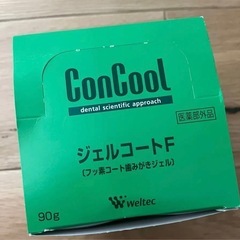 ConCool
dental scientific approach
医薬部外品
ジェルコートF
(フッ素コート歯みがきジェル)
90g
Weltec